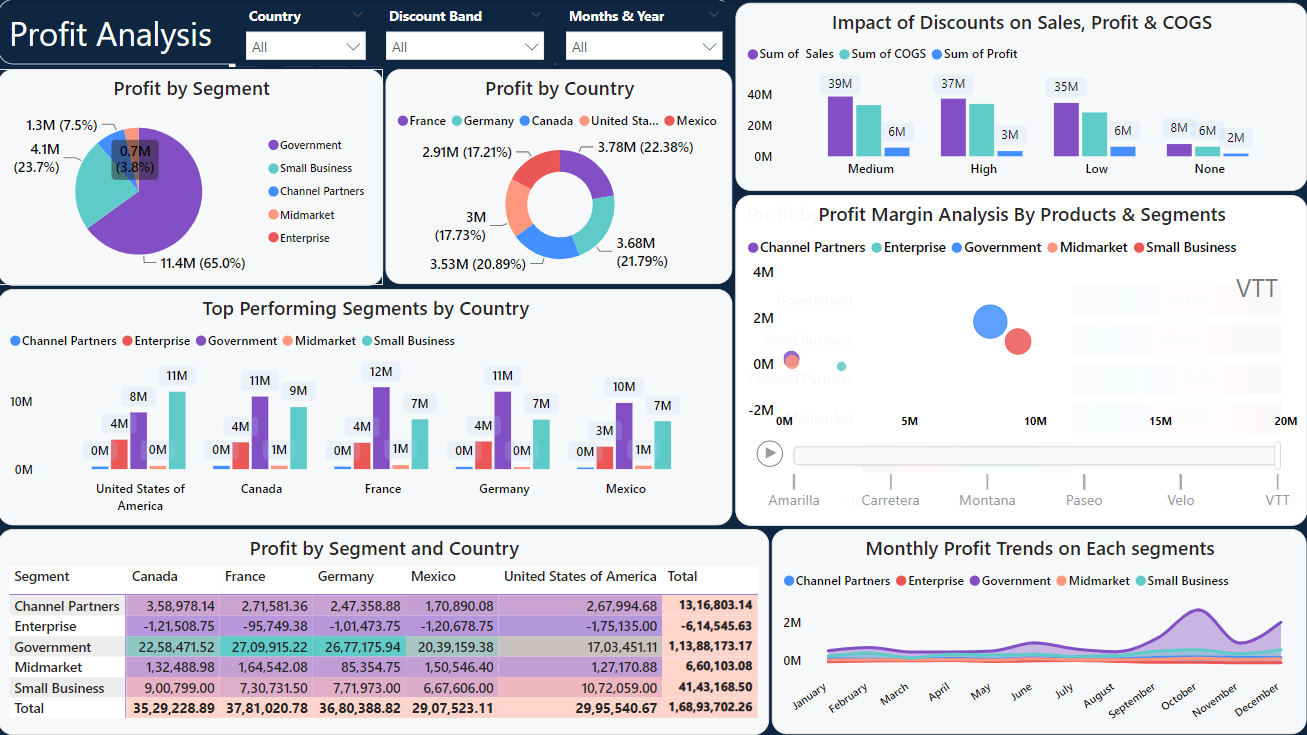 Profit Analysis
Country
Discount Band
Months & Year
All
All
All
Profit by Segment
1.3M (7.5%)
4.1M
(23.7%)
0.7M
(3.8%)
11.4M (65.0%)
Government
Small Business
Channel Partners
Midmarket
Enterprise
Profit by Country
France Germany Canada United Sta... Mexico
2.91M (17.21%)
3.78M (22.38%)
3M
(17.73%)
3.68M
(21.79%)
3.53M (20.89%)
Impact of Discounts on Sales, Profit & COGS
Sum of Sales Sum of COGS Sum of Profit
40M
20M
0M
39M
6M
37M
3M
35M
6M
8M
6M
2M
Medium High Low None
Top Performing Segments by Country
Channel Partners Enterprise Government Midmarket Small Business
10M
0M
0M 4M 8M 0M 11M
0M 4M 11M 1M 9M
0M 4M 12M 1M 7M
0M 4M 11M 0M 7M
0M 3M 10M 1M 7M
United States of
America
Canada
France
Germany
Mexico
Profit Margin Analysis By Products & Segments
Channel Partners Enterprise Government Midmarket Small Business
VTT
Government
Small Business
Channel Partners
4M
2M
0M
-2M
0M 5M 10M 15M 20M
Amarilla Carretera Montana Paseo Velo VTT
Profit by Segment and Country
Segment Canada France Germany Mexico United States of America Total
Channel Partners 3,58,978.14 2,71,581.36 2,47,358.88 1,70,890.08 2,67,994.68 13,16,803.14
Enterprise -1,21,508.75 -95,749.38 -1,01,473.75 -1,20,678.75 -1,75,135.00 -6,14,545.63
Government 22,58,471.52 27,09,915.22 26,77,175.94 20,39,159.38 17,03,451.11 1,13,88,173.17
Midmarket 1,32,488.98 1,64,542.08 85,354.75 1,50,546.40 1,27,170.88 6,60,103.08
Small Business 9,00,799.00 7,30,731.50 7,71,973.00 6,67,606.00 10,72,059.00 41,43,168.50
Total 35,29,228.89 37,81,020.78 36,80,388.82 29,07,523.11 29,95,540.67 1,68,93,702.26
Monthly Profit Trends on Each segments
Channel Partners Enterprise Government Midmarket Small Business
2M
0M
January February March April May June July August September October November December